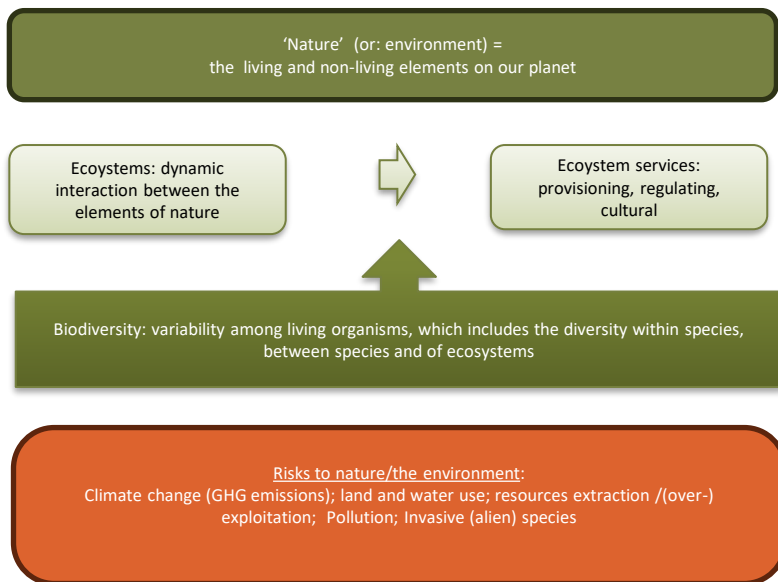 ‘Nature’ (or: environment) =
the living and non-living elements on our planet
Ecoystems: dynamic
interaction between the
elements of nature
Ecosystem services:
provisioning, regulating,
cultural
Biodiversity: variability among living organisms, which includes the diversity within species,
between species and of ecosystems
Risks to nature/the environment:
Climate change (GHG emissions); land and water use; resources extraction /(over-)
exploitation; Pollution; Invasive (alien) species